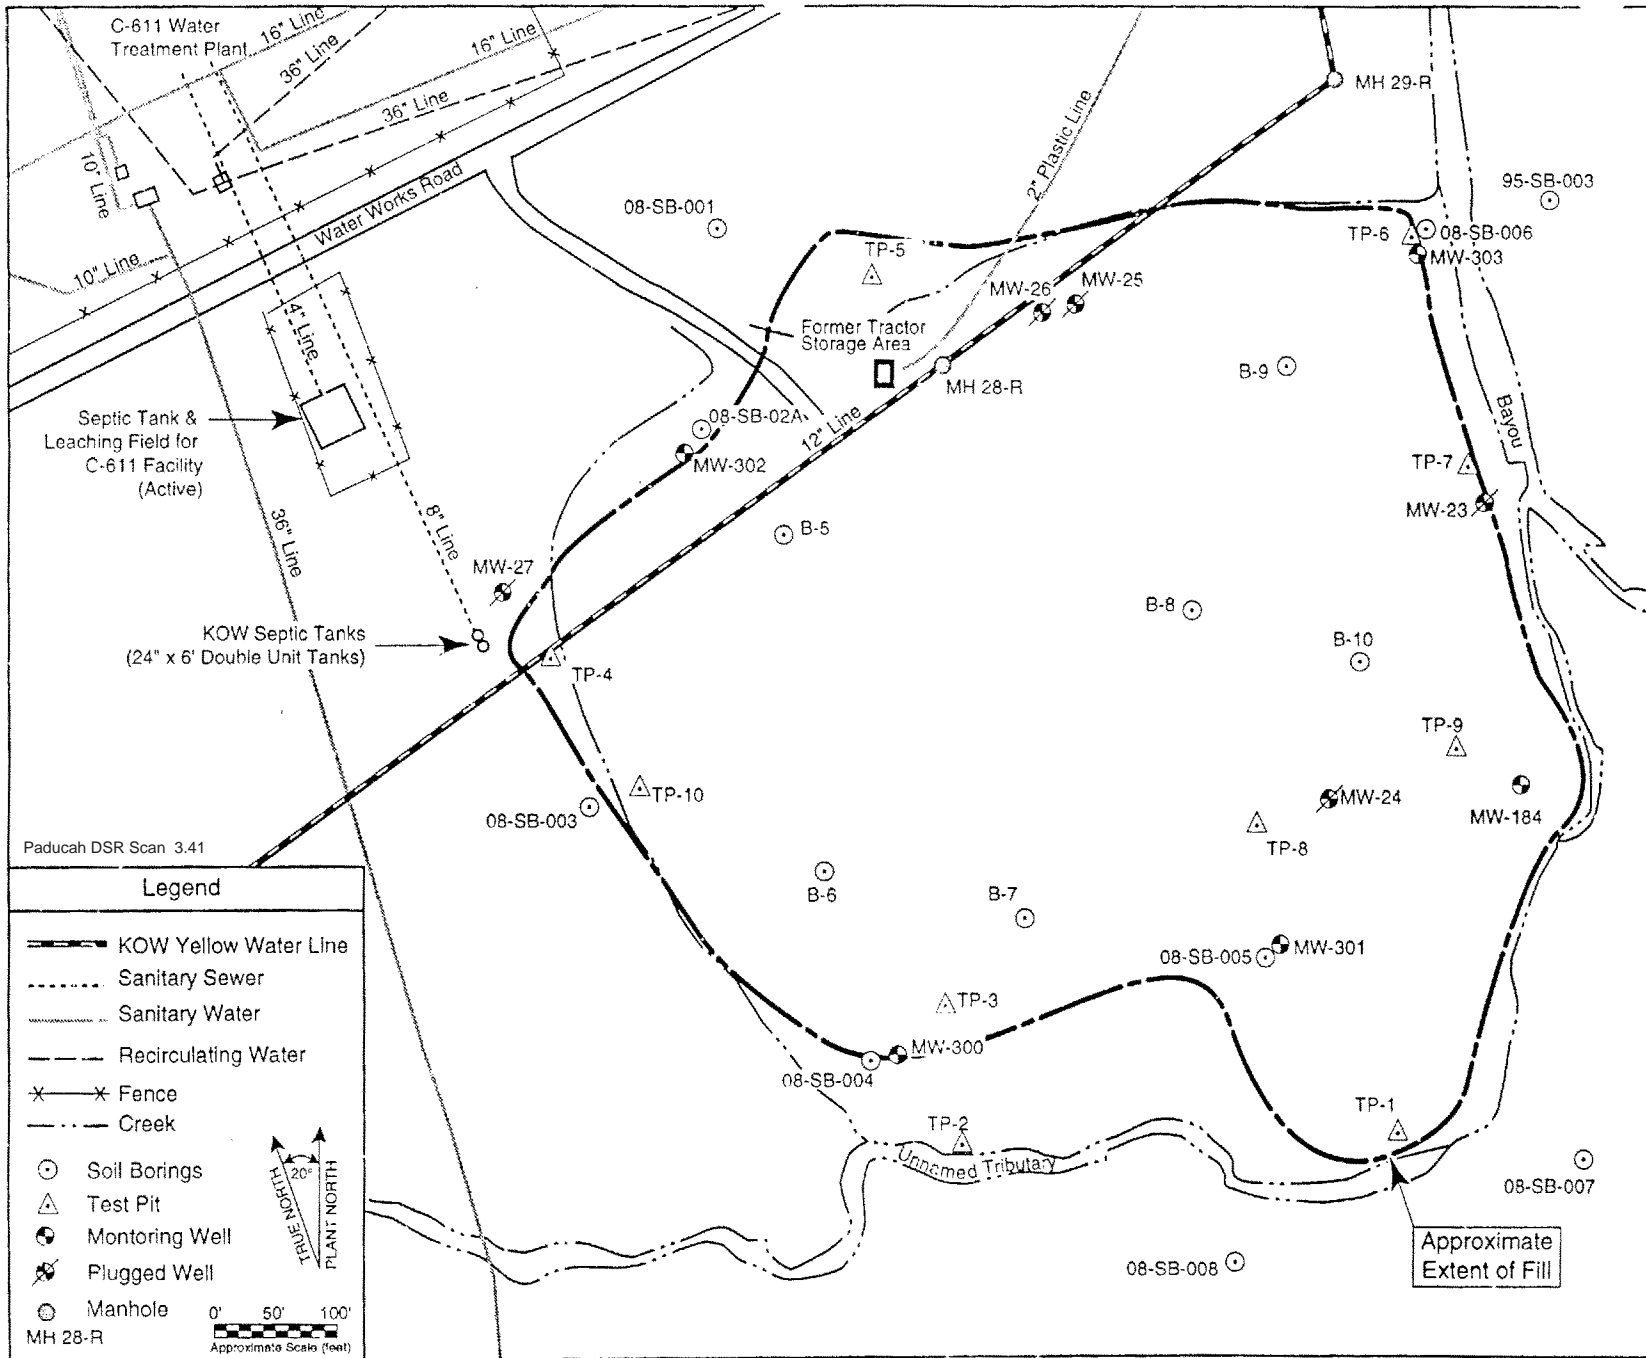 C-611 Water
Treatment Plant
16" Line
36" Line
16" Line
36" Line
10" Line
Water Works Road
10" Line
4" Line
2" Plastic Line
MH 29-R
95-SB-003
08-SB-001
TP-5
TP-6
08-SB-006
MW-303
MW-26
MW-25
Former Tractor
Storage Area
MH 28-R
B-9
Bayou
Septic Tank &
Leaching Field for
C-611 Facility
(Active)
08-SB-02A
12" Line
MW-302
TP-7
MW-23
36" Line
8" Line
B-5
MW-27
B-8
KOW Septic Tanks
(24" x 6' Double Unit Tanks)
B-10
TP-4
TP-9
TP-10
MW-24
MW-184
08-SB-003
TP-8
Paducah DSR Scan 3.41
B-6
B-7
08-SB-005
MW-301
TP-3
MW-300
08-SB-004
TP-1
TP-2
Unnamed Tributary
08-SB-007
08-SB-008
Approximate
Extent of Fill
Legend
KOW Yellow Water Line
Sanitary Sewer
Sanitary Water
Recirculating Water
Fence
Creek
Soil Borings
Test Pit
Montoring Well
Plugged Well
Manhole
MH 28-R
TRUE NORTH
20°
PLANT NORTH
0' 50' 100'
Approximate Scale (feet)